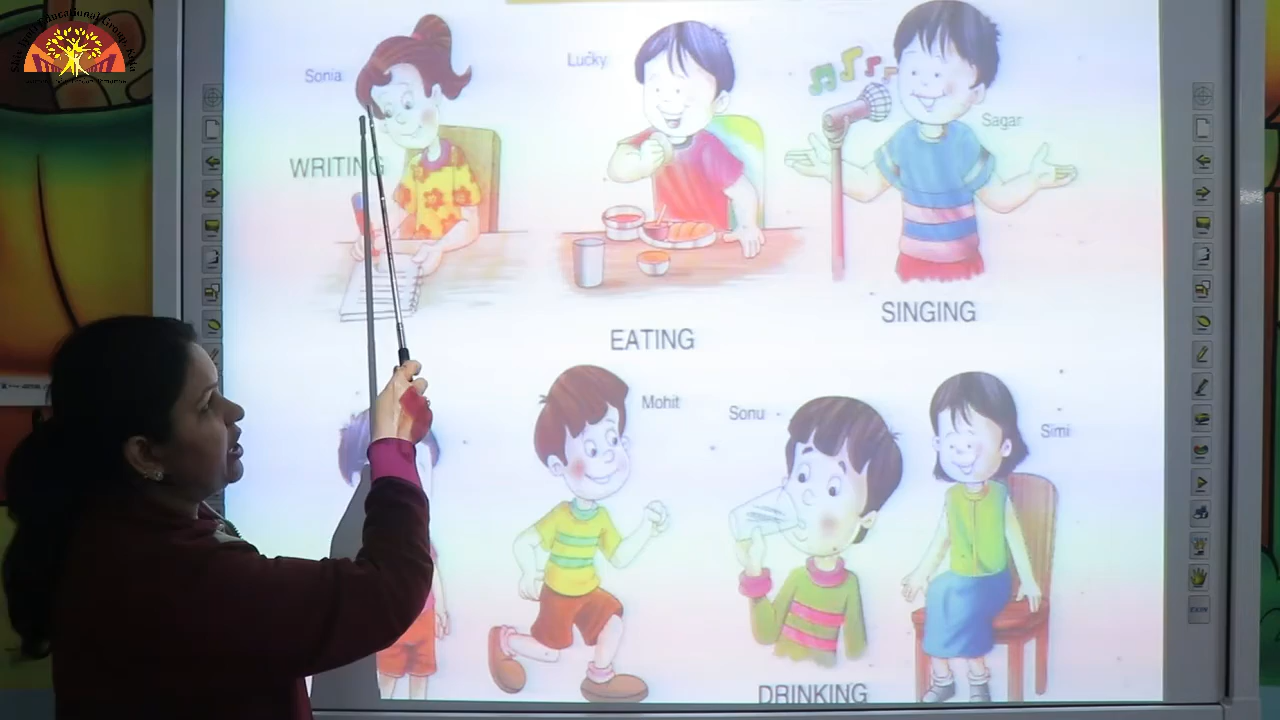 Sonia
Lucky
Sagar
WRITING
SINGING
EATING
Mohit
Sonu
Simi
DRINKING